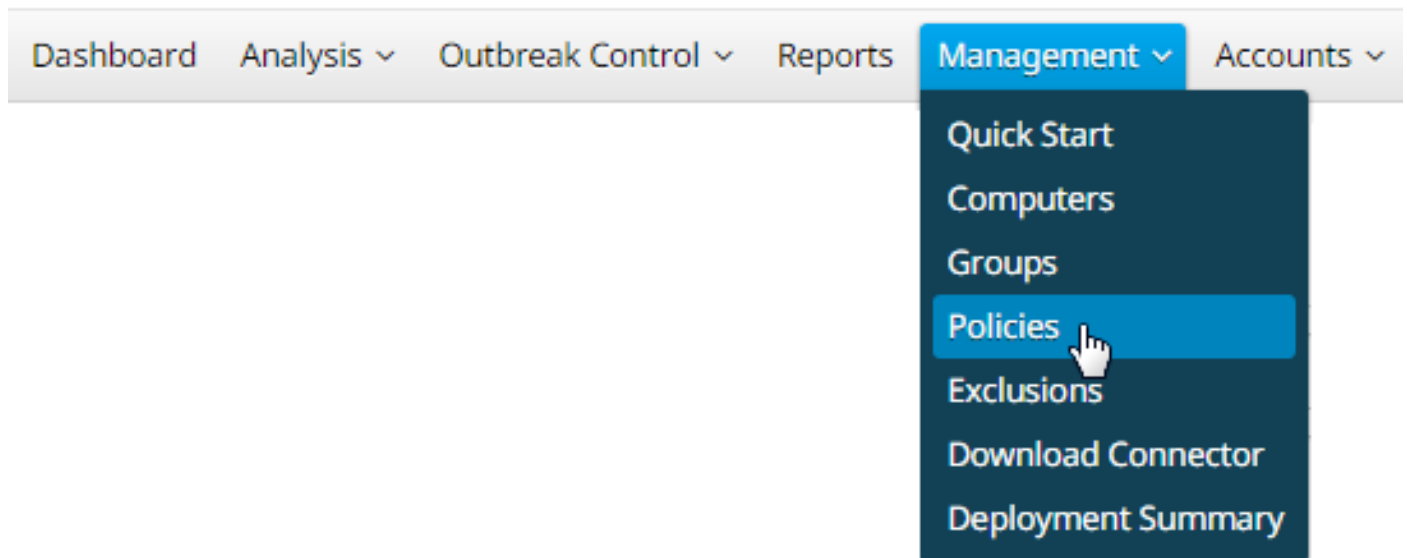 Dashboard Analysis Outbreak Control Reports Management Accounts
Quick Start
Computers
Groups
Policies
Exclusions
Download Connector
Deployment Summary